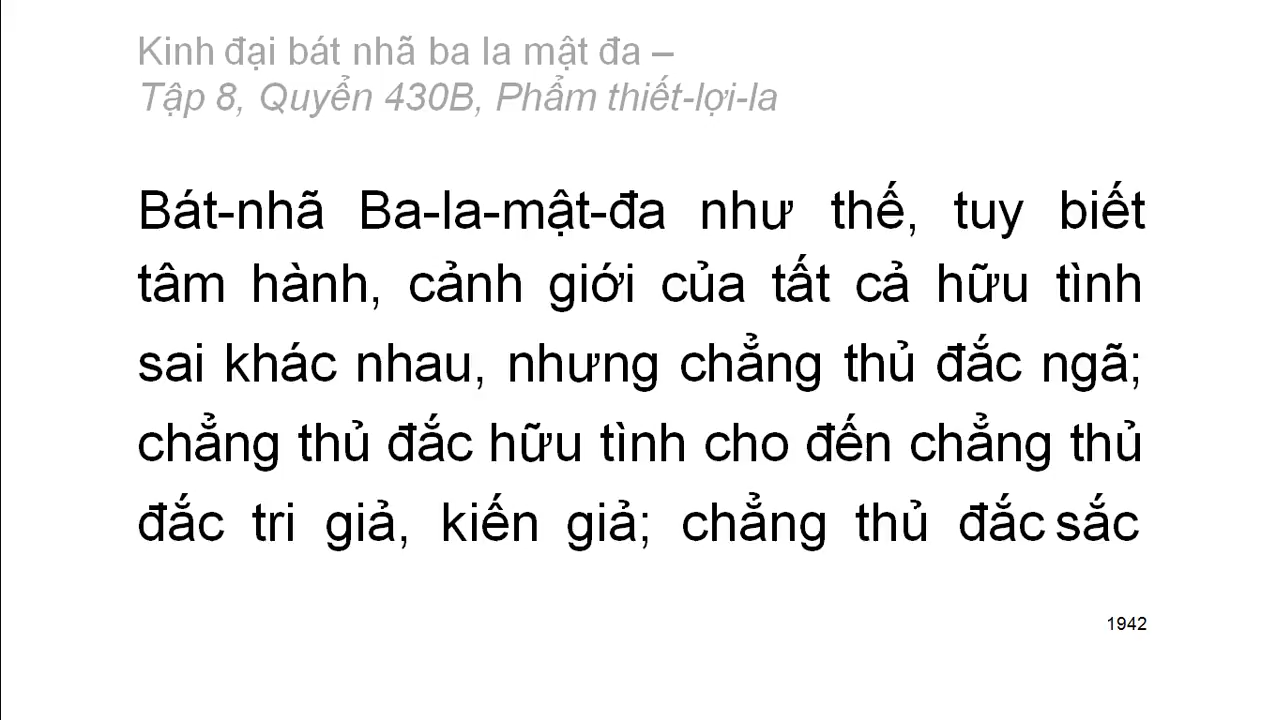 Kinh đại bát nhã ba la mật đa –
Tập 8, Quyển 430B, Phẩm thiết-lợi-la
Bát-nhã Ba-la-mật-đa như thế, tuy biết
tâm hành, cảnh giới của tất cả hữu tình
sai khác nhau, nhưng chẳng thủ đắc ngã;
chẳng thủ đắc hữu tình cho đến chẳng thủ
đắc tri giả, kiến giả; chẳng thủ đắc sắc
1942